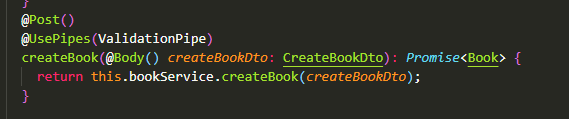 }
@Post()
@UsePipes(ValidationPipe)
createBook(@Body() createBookDto: CreateBookDto): Promise<Book> {
return this.bookService.createBook(createBookDto);
}